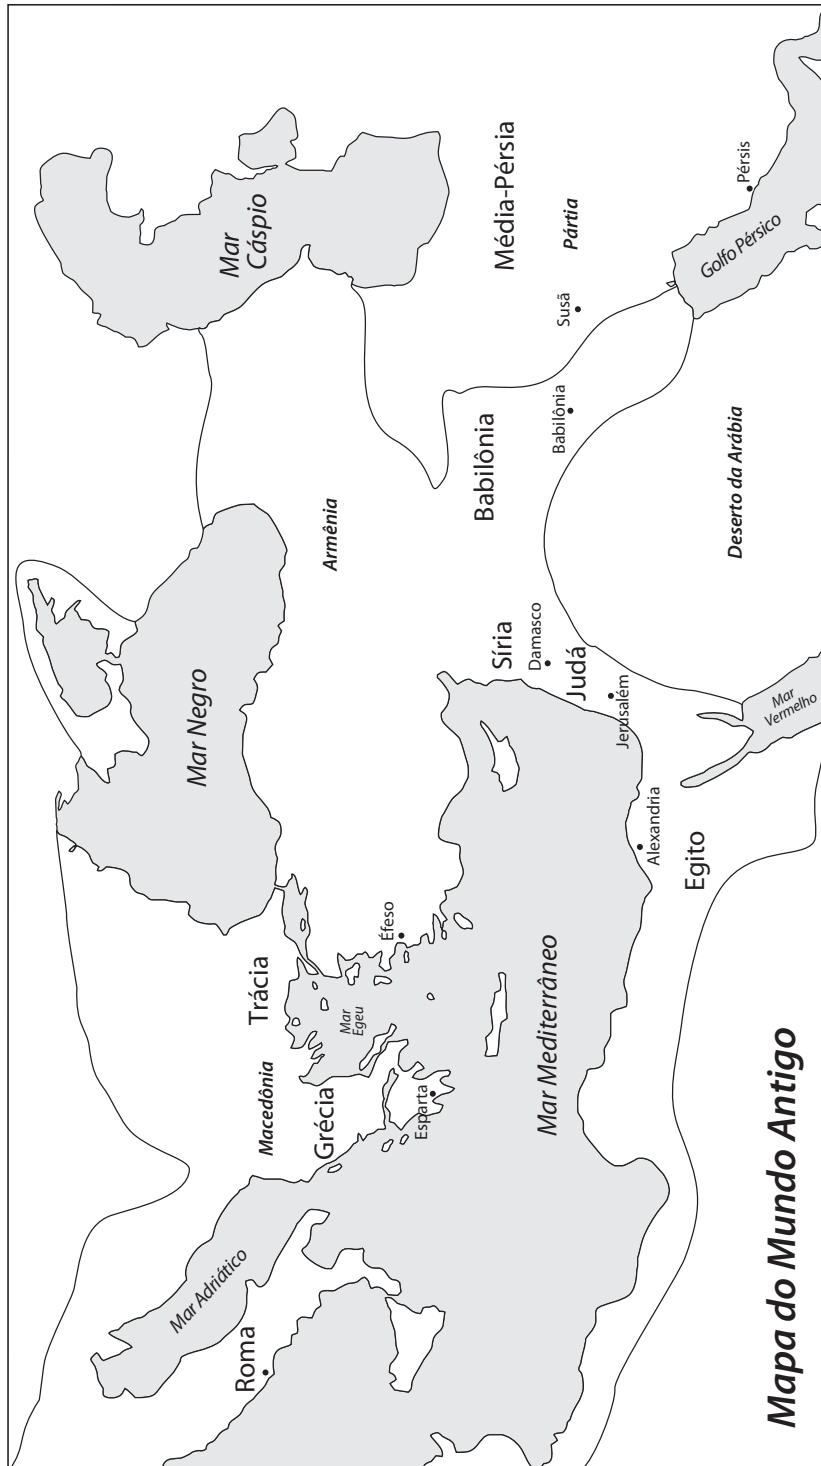 Mar
Cáspio
Média-Pérsia
Pártia
Pérsis
Golfo Pérsico
Susã
Babilônia
Babilônia
Armênia
Deserto da Arábia
Mar Negro
Síria
Damasco
Judá
Jerusalém
Mar
Vermelho
Alexandria
Egito
Éfeso
Trácia
Mar
Egeu
Mar Mediterrâneo
Macedônia
Grécia
Esparta
Mar Adriático
Roma
Mapa do Mundo Antigo